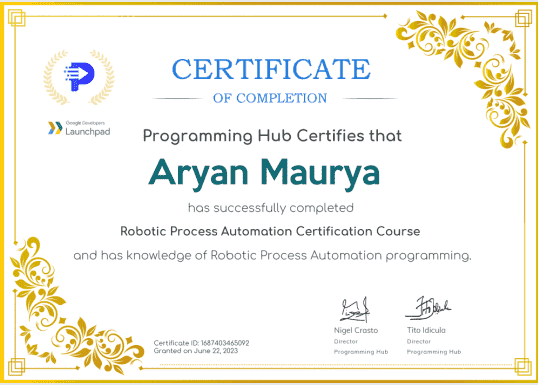 CERTIFICATE
OF COMPLETION
Google Developers
Launchpad
Programming Hub Certifies that
Aryan Maurya
has successfully completed
Robotic Process Automation Certification Course
and has knowledge of Robotic Process Automation programming.
Nigel Crasto
Director
Programming Hub
Tito Idicula
Director
Programming Hub
Certificate ID: 1687403465092
Granted on June 22, 2023